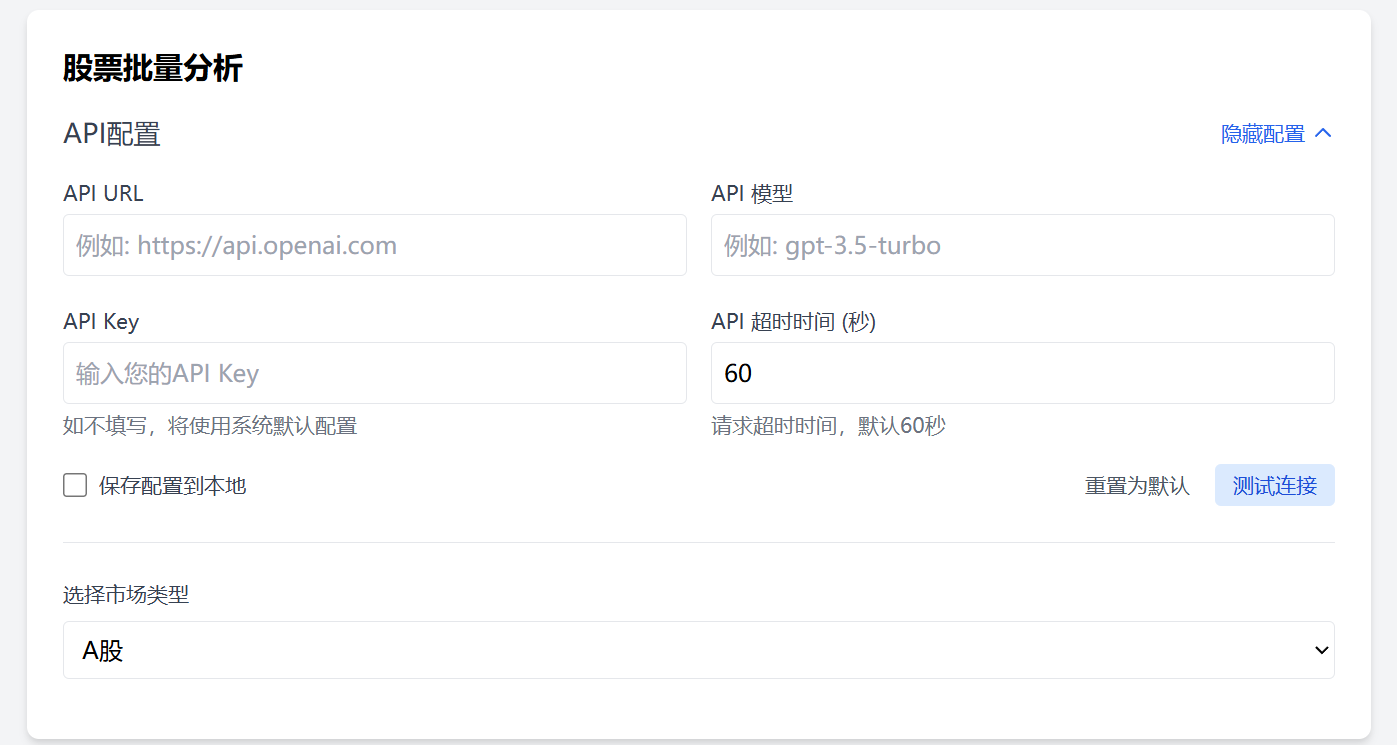 股票批量分析
API配置
隐藏配置
API URL
API 模型
例如: https://api.openai.com
例如: gpt-3.5-turbo
API Key
API 超时时间 (秒)
输入您的API Key
60
如不填写，将使用系统默认配置
请求超时时间，默认60秒
保存配置到本地
重置为默认
测试连接
选择市场类型
A股